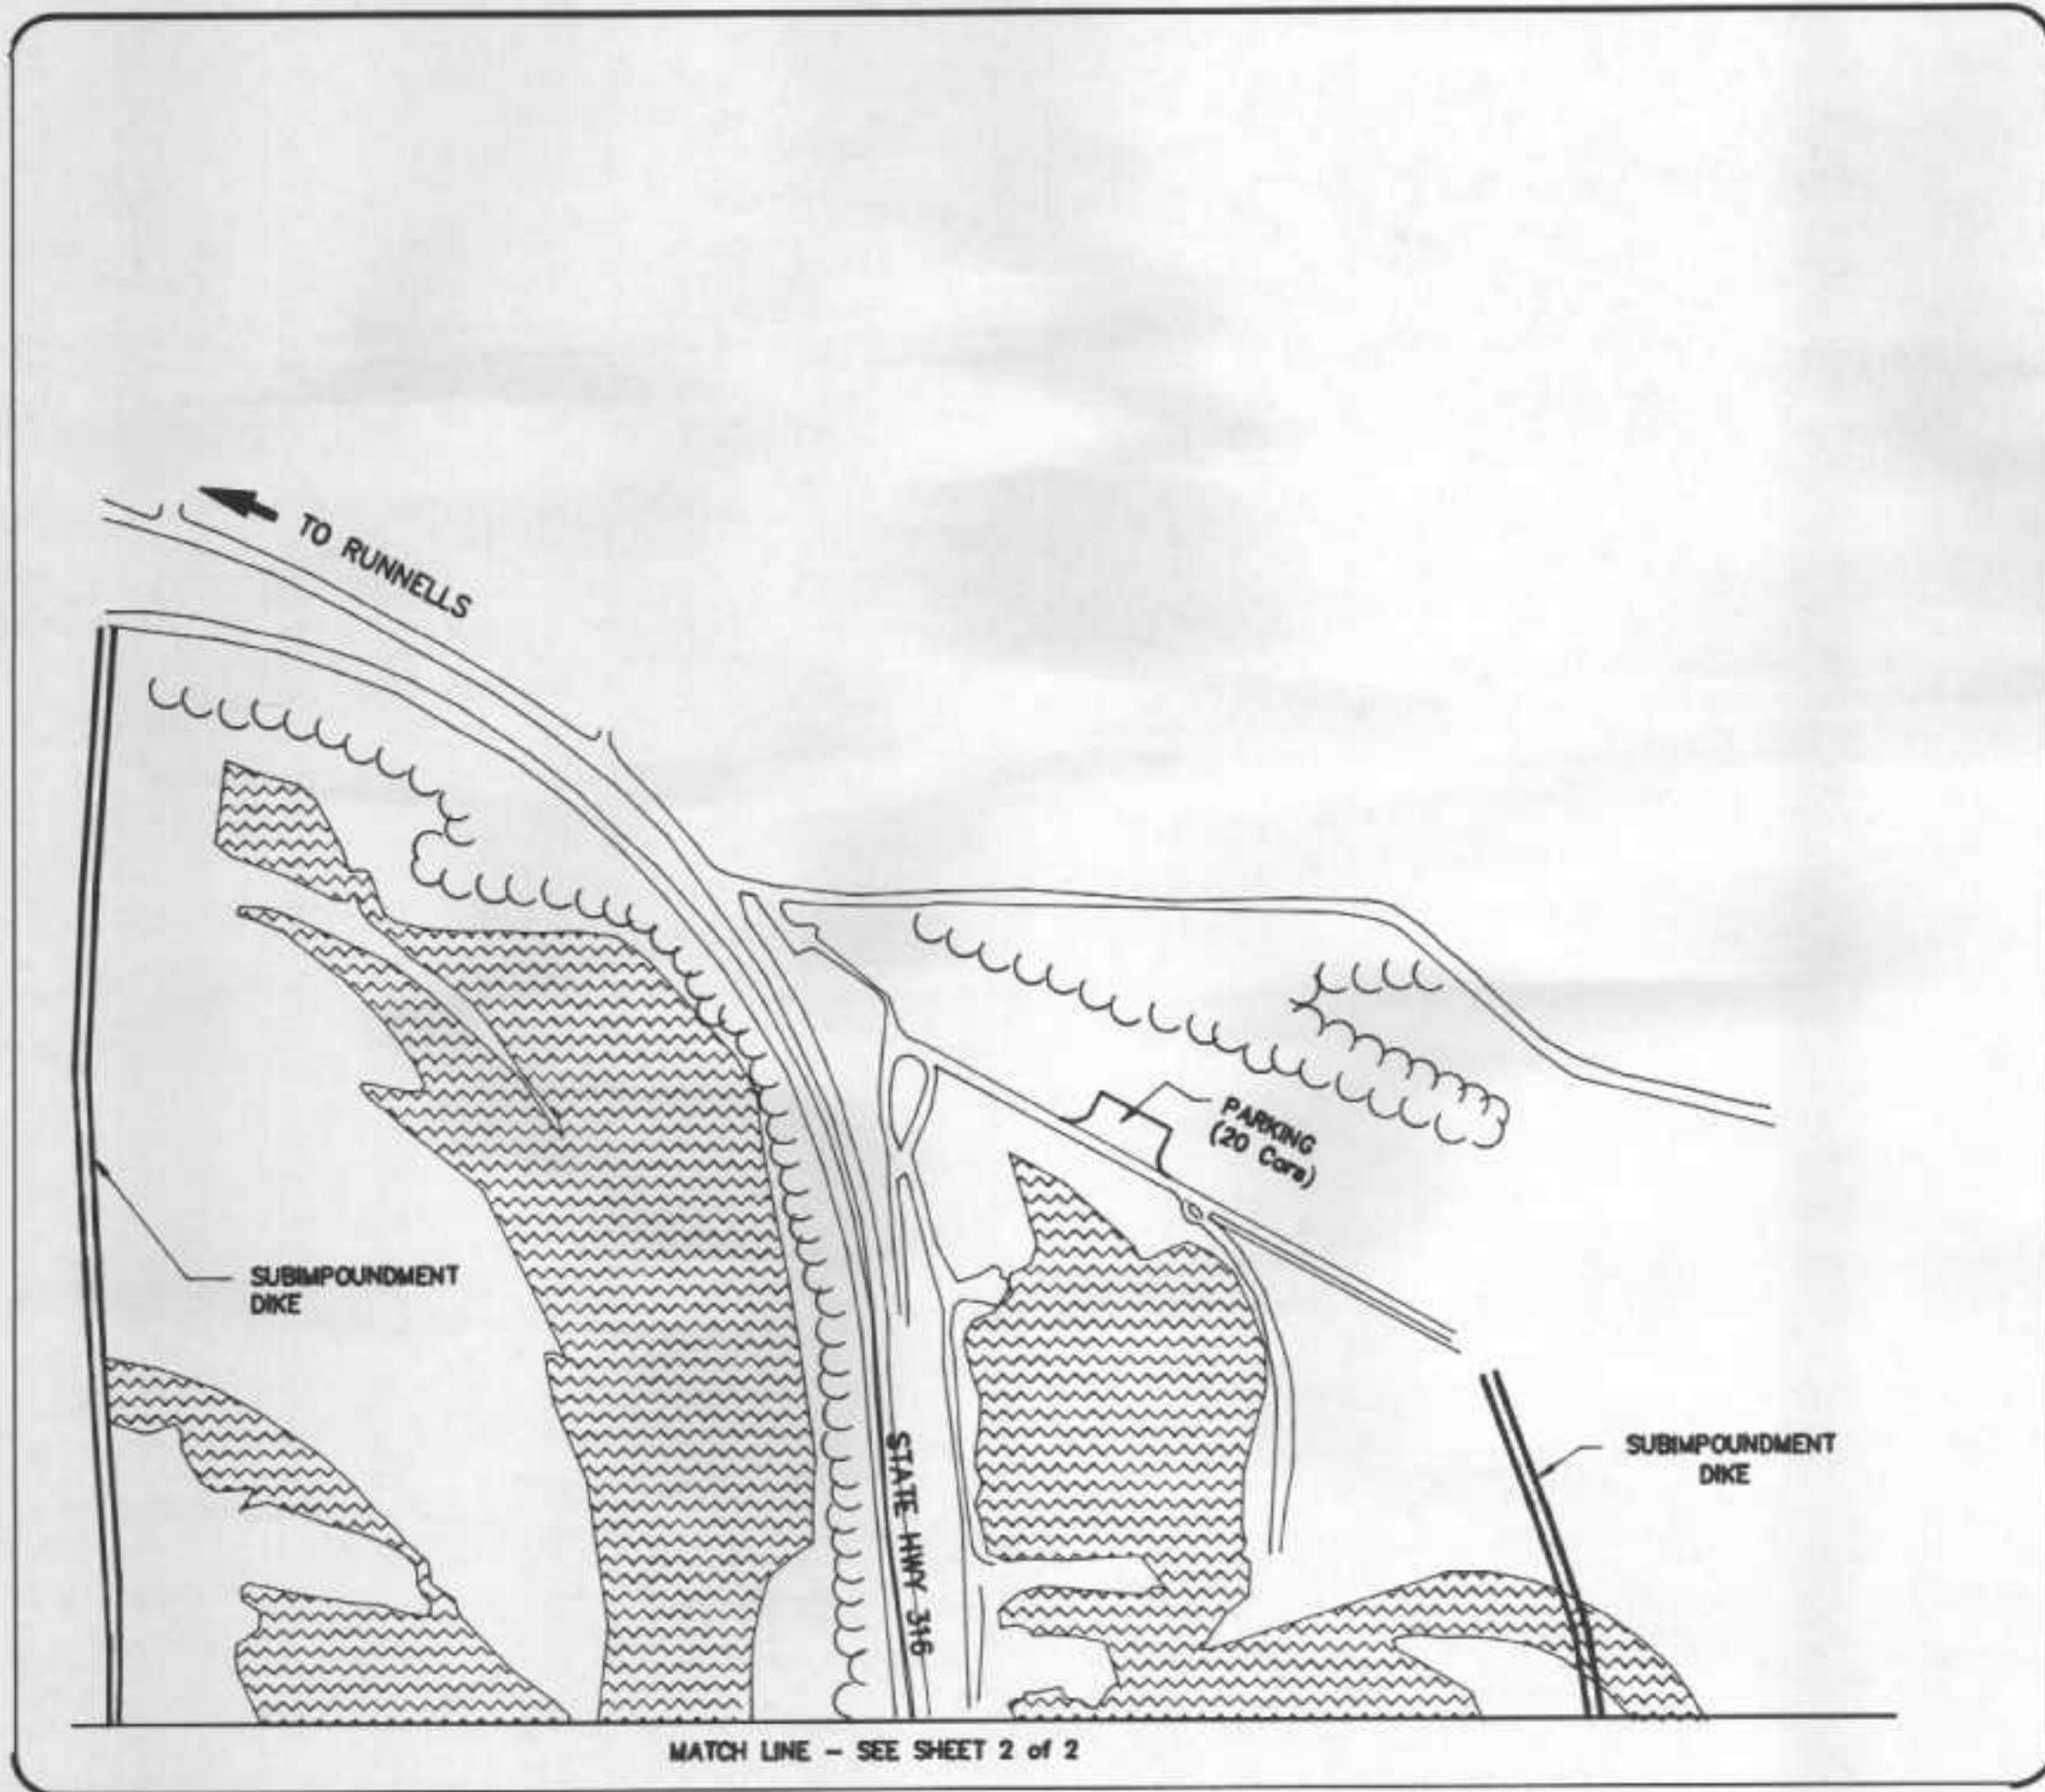 TO RUNNELLS
PARKING
(20 Cars)
SUBIMPOUNDMENT
DIKE
STATE HWY 316
SUBIMPOUNDMENT
DIKE
MATCH LINE - SEE SHEET 2 of 2